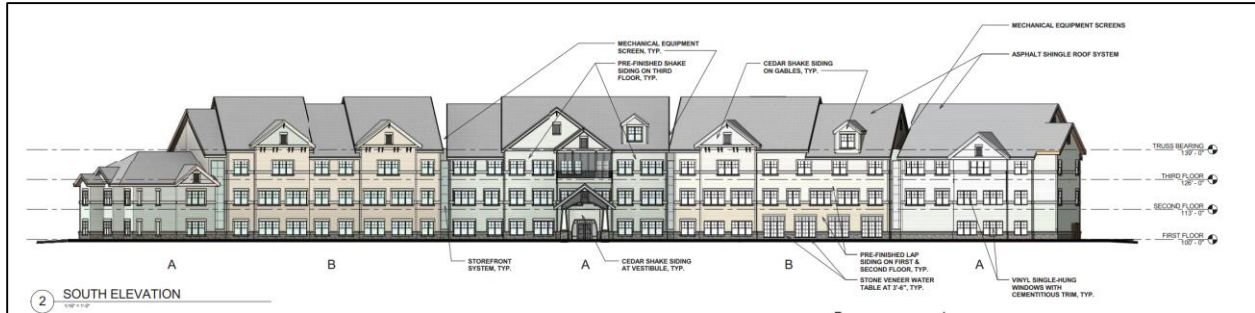 MECHANICAL EQUIPMENT SCREENS
MECHANICAL EQUIPMENT
SCREEN, TYP.
ASPHALT SHINGLE ROOF SYSTEM
PRE-FINISHED SHAKE
SIDING ON THIRD
FLOOR, TYP.
CEDAR SHAKE SIDING
ON GABLES, TYP.
TRUSS BEARING
139' - 0"
THIRD FLOOR
126' - 0"
SECOND FLOOR
113' - 0"
FIRST FLOOR
100' - 0"
A
B
A
B
A
STOREFRONT
SYSTEM, TYP.
CEDAR SHAKE SIDING
AT VESTIBULE, TYP.
PRE-FINISHED LAP
SIDING ON FIRST &
SECOND FLOOR, TYP.
STONE VENEER WATER
TABLE AT 3'-6", TYP.
VINYL SINGLE-HUNG
WINDOWS WITH
CEMENTITIOUS TRIM, TYP.
2
SOUTH ELEVATION
1/16" = 1'-0"